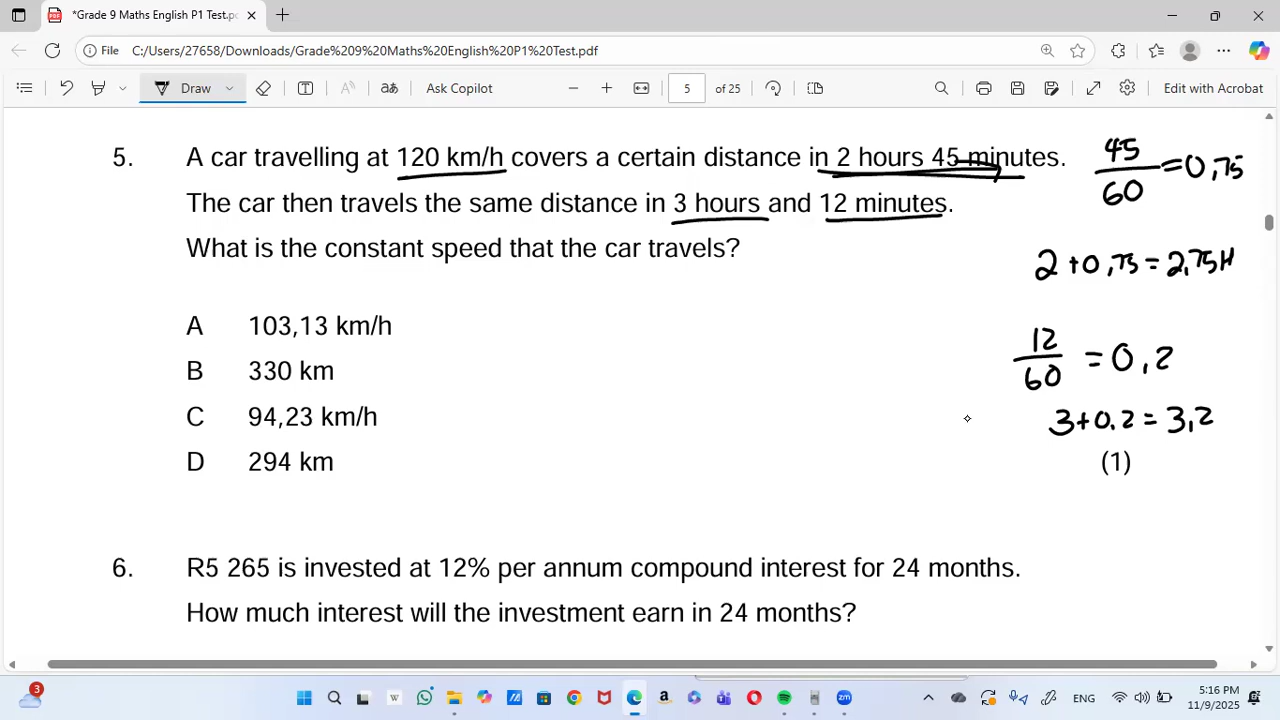 *Grade 9 Maths English P1 Test.pc
File C:/Users/27658/Downloads/Grade%209%20Maths%20English%20P1%20Test.pdf
Draw Ask Copilot 5 of 25 Edit with Acrobat
5. A car travelling at 120 km/h covers a certain distance in 2 hours 45 minutes.
The car then travels the same distance in 3 hours and 12 minutes.
What is the constant speed that the car travels?
A 103,13 km/h
B 330 km
C 94,23 km/h
D 294 km
45/60 = 0,75
2 + 0,75 = 2,75H
12/60 = 0,2
3 + 0.2 = 3,2
(1)
6. R5 265 is invested at 12% per annum compound interest for 24 months.
How much interest will the investment earn in 24 months?
3
ENG
5:16 PM
11/9/2025